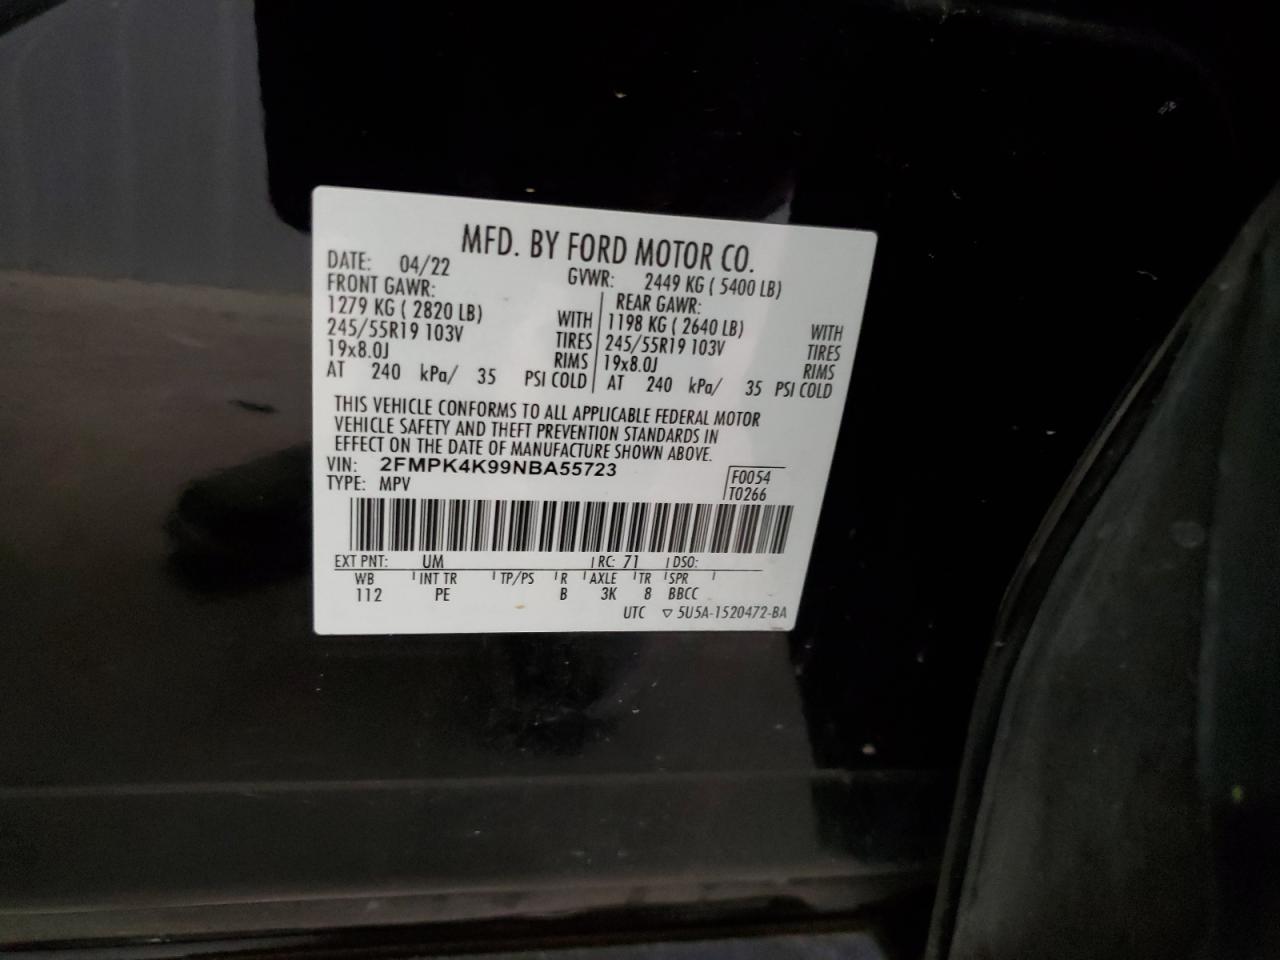 MFD. BY FORD MOTOR CO.
DATE: 04/22 GVWR: 2449 KG ( 5400 LB)
FRONT GAWR: REAR GAWR:
1279 KG ( 2820 LB) WITH 1198 KG ( 2640 LB) WITH
245/55R19 103V TIRES 245/55R19 103V TIRES
19x8.0J RIMS 19x8.0J RIMS
AT 240 kPa/ 35 PSI COLD AT 240 kPa/ 35 PSI COLD
THIS VEHICLE CONFORMS TO ALL APPLICABLE FEDERAL MOTOR
VEHICLE SAFETY AND THEFT PREVENTION STANDARDS IN
EFFECT ON THE DATE OF MANUFACTURE SHOWN ABOVE.
VIN: 2FMPK4K99NBA55723 F0054
TYPE: MPV T0266
EXT PNT: UM RC: 71 DSO:
WB INT TR TP/PS R AXLE TR SPR
112 PE B 3K 8 BBCC
UTC ▽ 5U5A-1520472-BA